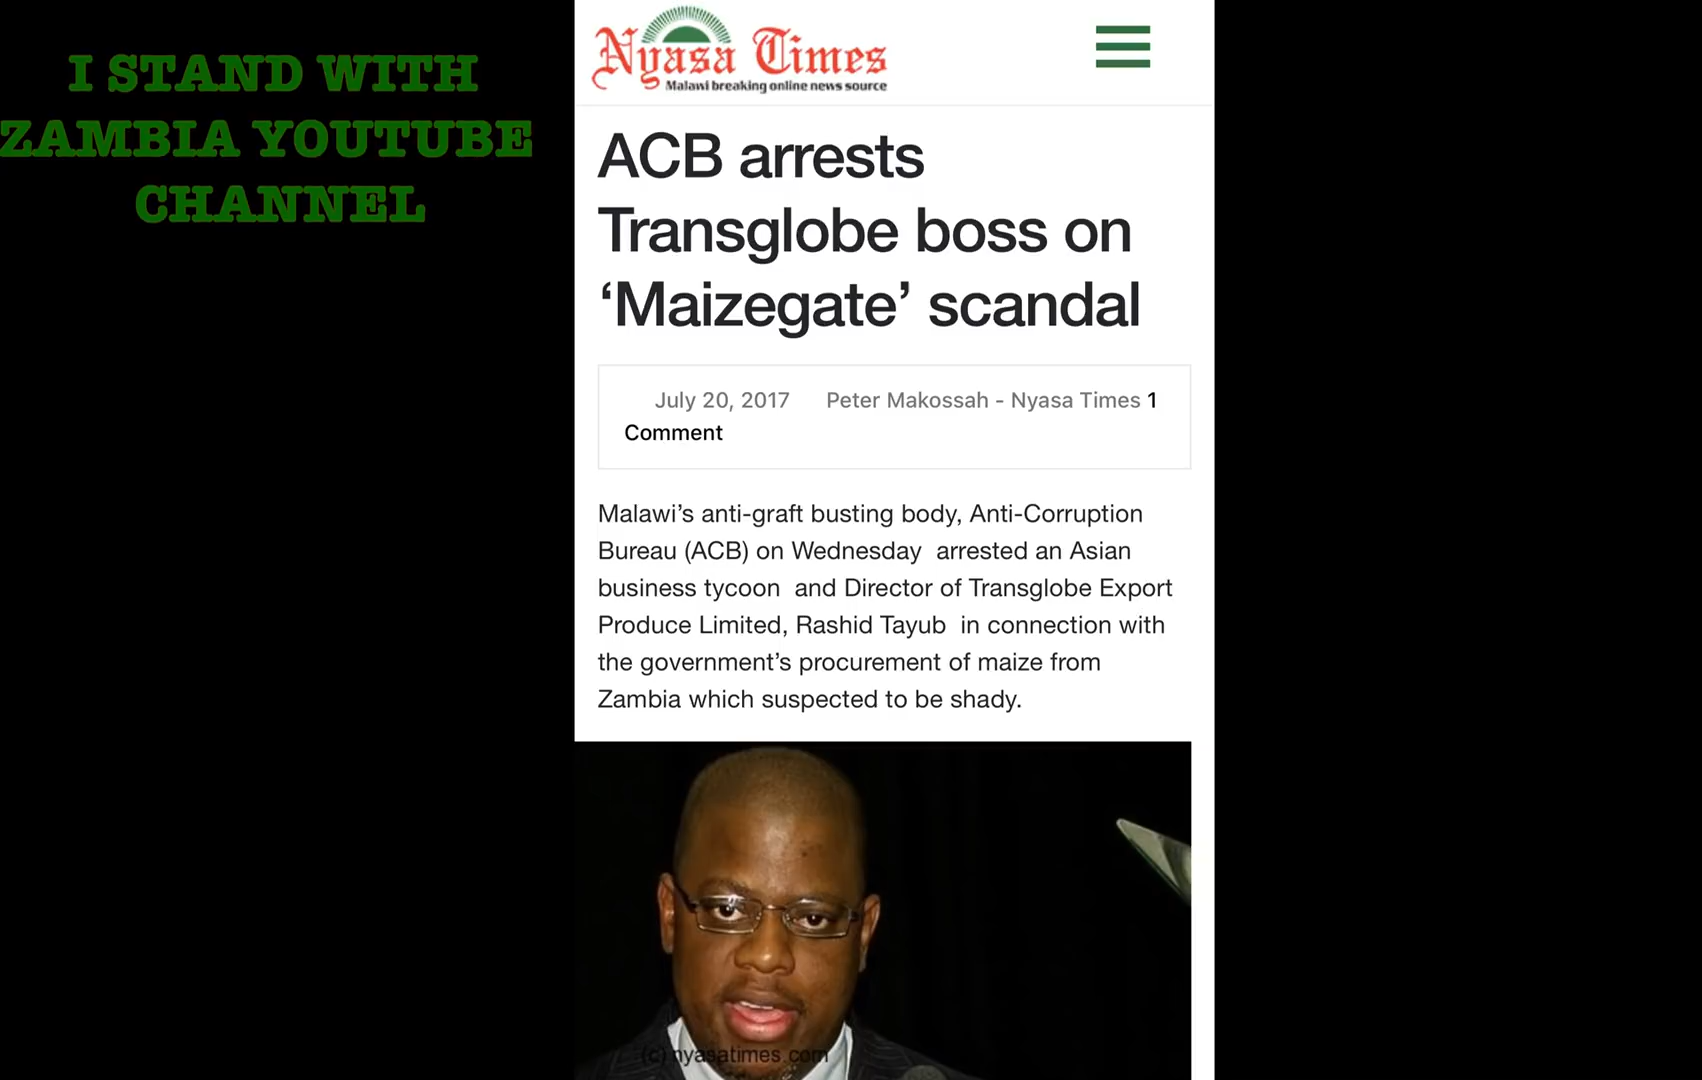 I STAND WITH
ZAMBIA YOUTUBE
CHANNEL
Nyasa Times
Malawi breaking online news source
ACB arrests
Transglobe boss on
‘Maizegate’ scandal
July 20, 2017 Peter Makossah - Nyasa Times 1
Comment
Malawi’s anti-graft busting body, Anti-Corruption
Bureau (ACB) on Wednesday arrested an Asian
business tycoon and Director of Transglobe Export
Produce Limited, Rashid Tayub in connection with
the government’s procurement of maize from
Zambia which suspected to be shady.
(c) nyasatimes.com